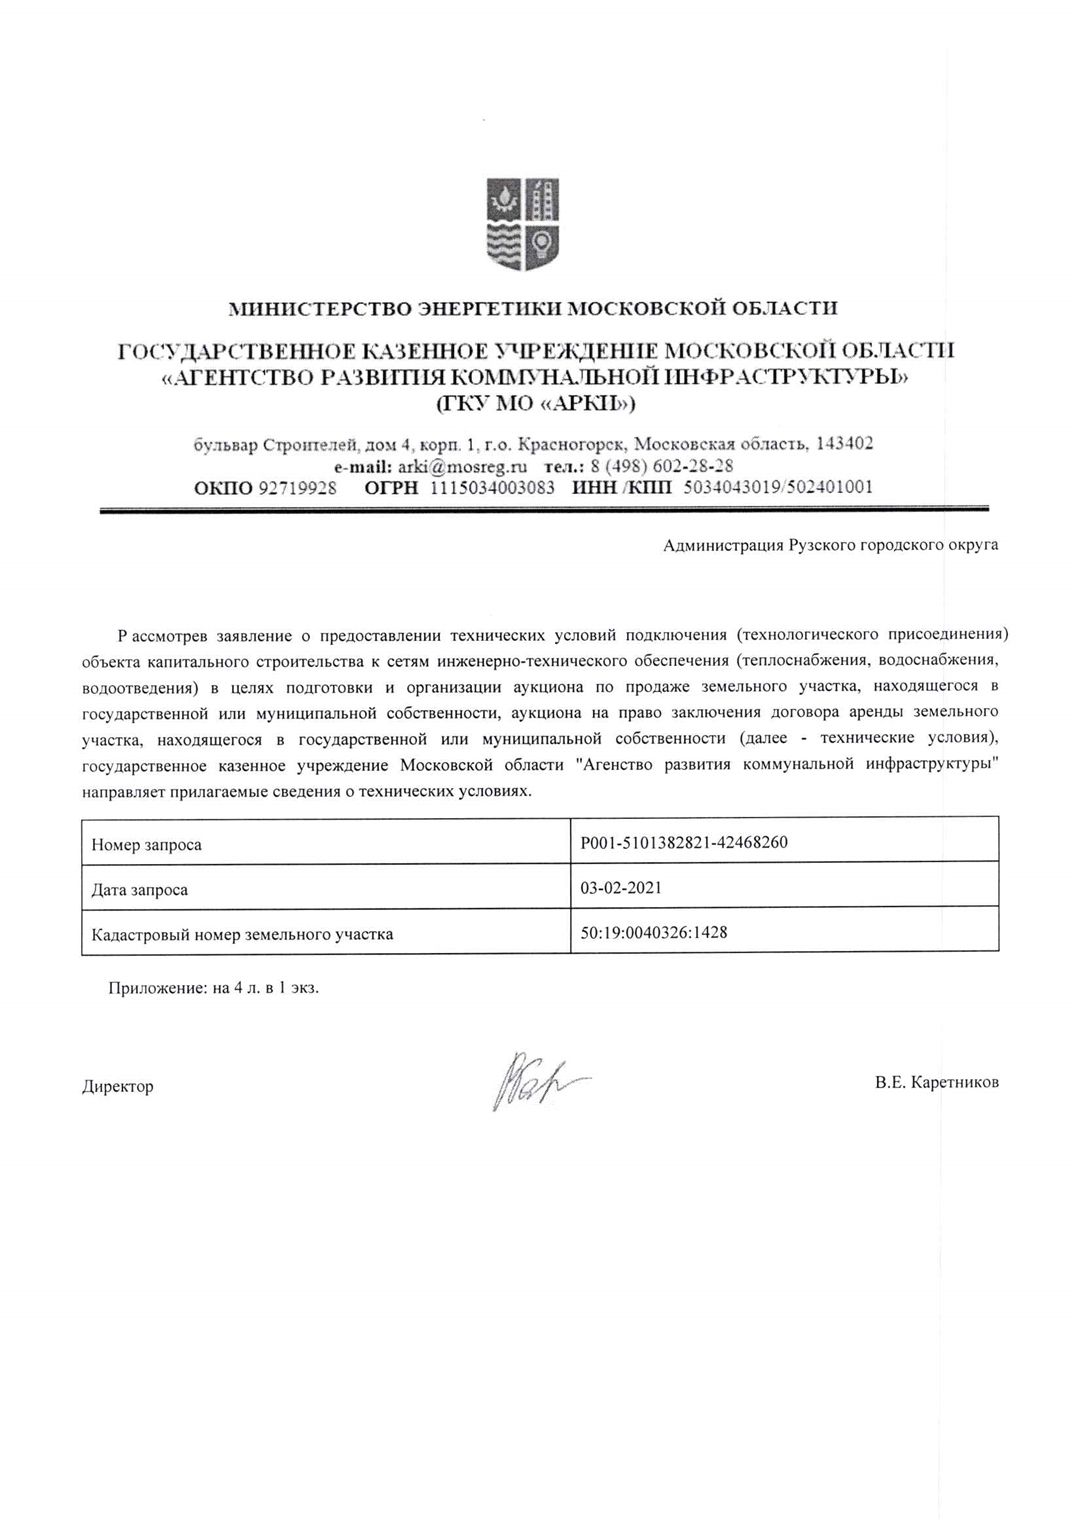 МИНИСТЕРСТВО ЭНЕРГЕТИКИ МОСКОВСКОЙ ОБЛАСТИ
ГОСУДАРСТВЕННОЕ КАЗЕННОЕ УЧРЕЖДЕНИЕ МОСКОВСКОЙ ОБЛАСТИ
«АГЕНТСТВО РАЗВИТИЯ КОММУНАЛЬНОЙ ИНФРАСТРУКТУРЫ»
(ГКУ МО «АРКИ»)
бульвар Строителей, дом 4, корп. 1, г.о. Красногорск, Московская область, 143402
e-mail: arki@mosreg.ru тел.: 8 (498) 602-28-28
ОКПО 92719928 ОГРН 1115034003083 ИНН /КПП 5034043019/502401001
Администрация Рузского городского округа
Р ассмотрев заявление о предоставлении технических условий подключения (технологического присоединения)
объекта капитального строительства к сетям инженерно-технического обеспечения (теплоснабжения, водоснабжения,
водоотведения) в целях подготовки и организации аукциона по продаже земельного участка, находящегося в
государственной или муниципальной собственности, аукциона на право заключения договора аренды земельного
участка, находящегося в государственной или муниципальной собственности (далее - технические условия),
государственное казенное учреждение Московской области "Агенство развития коммунальной инфраструктуры"
направляет прилагаемые сведения о технических условиях.
Номер запроса P001-5101382821-42468260
Дата запроса 03-02-2021
Кадастровый номер земельного участка 50:19:0040326:1428
Приложение: на 4 л. в 1 экз.
Директор В.Е. Каретников